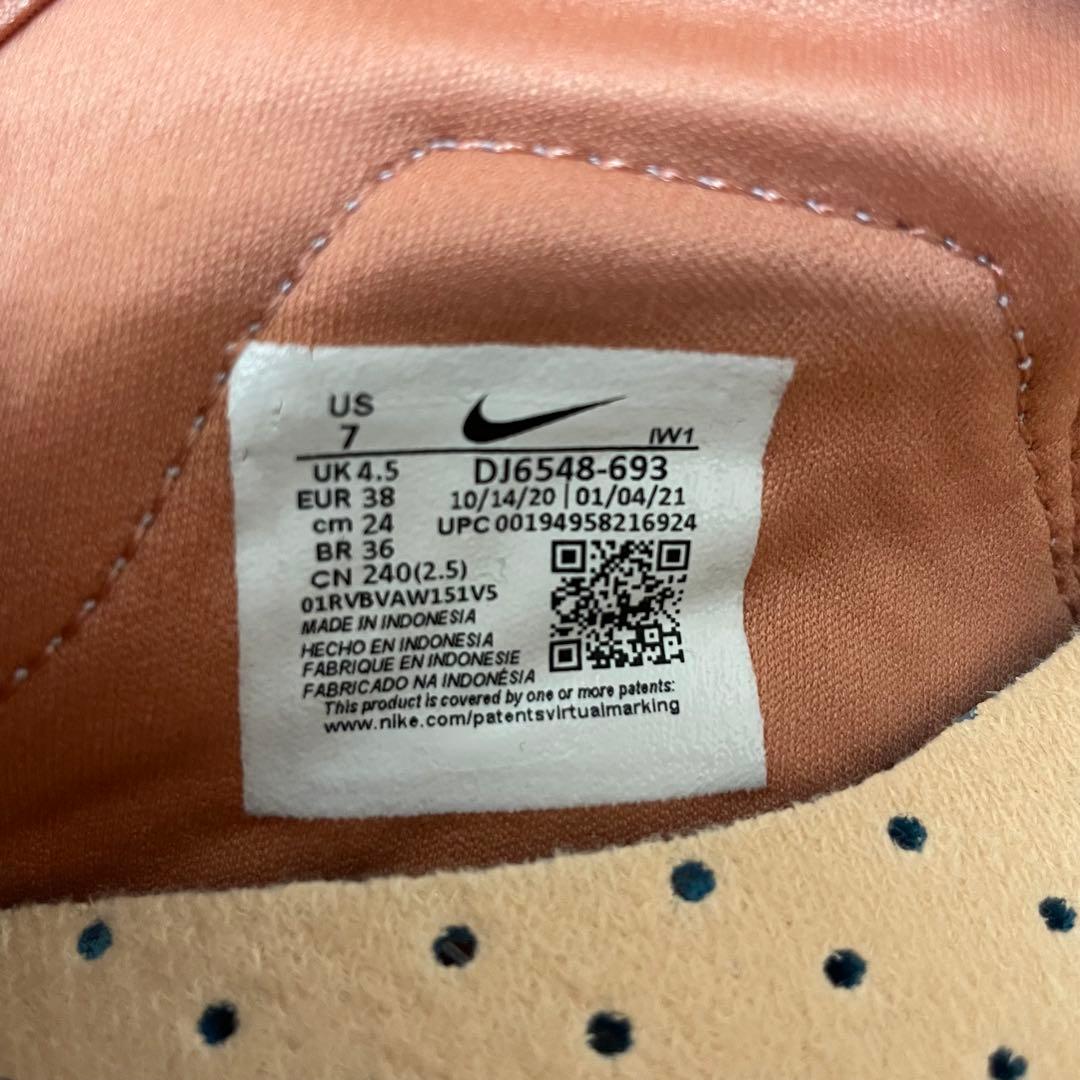 US
7
IW1
UK 4.5
DJ6548-693
EUR 38
10/14/20 | 01/04/21
cm 24
UPC 00194958216924
BR 36
CN 240(2.5)
01RVBVAW151V5
MADE IN INDONESIA
HECHO EN INDONESIA
FABRIQUE EN INDONESIE
FABRICADO NA INDONÉSIA
This product is covered by one or more patents:
www.nike.com/patentsvirtualmarking